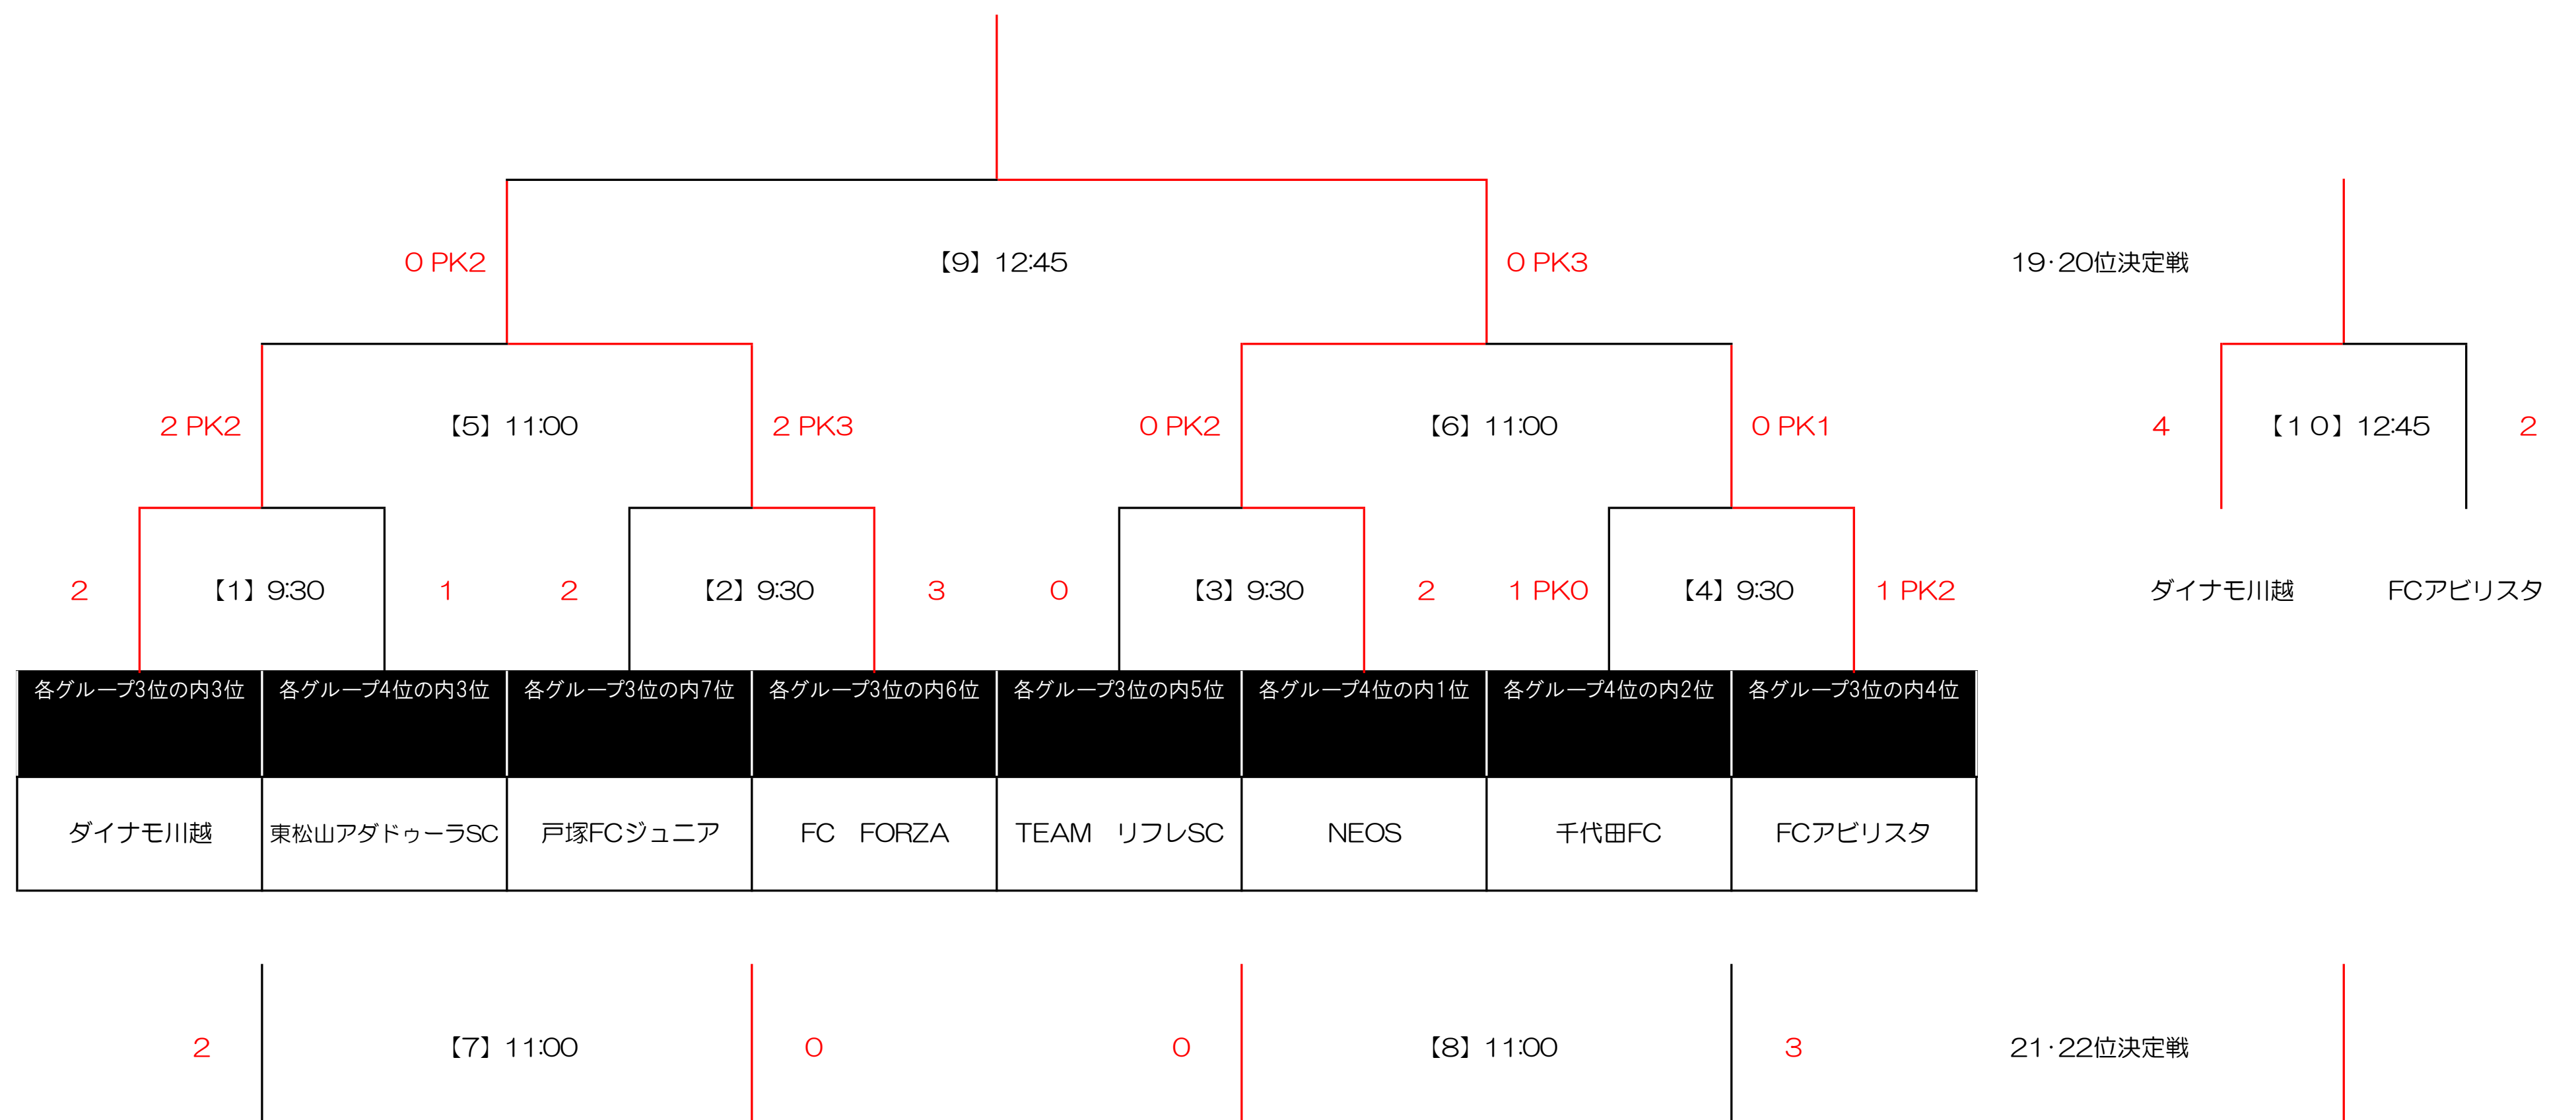 0 PK2 【9】12:45 0 PK3 19・20位決定戦
2 PK2 【5】11:00 2 PK3 0 PK2 【6】11:00 0 PK1 4 【１０】12:45 2
2 【1】9:30 1 2 【2】9:30 3 0 【3】9:30 2 1 PK0 【4】9:30 1 PK2 ダイナモ川越 FCアビリスタ
各グループ3位の内3位 各グループ4位の内3位 各グループ3位の内7位 各グループ3位の内6位 各グループ3位の内5位 各グループ4位の内1位 各グループ4位の内2位 各グループ3位の内4位
ダイナモ川越 東松山アダドゥーラSC 戸塚FCジュニア FC　FORZA TEAM　リフレSC NEOS 千代田FC FCアビリスタ
2 【7】11:00 0 0 【8】11:00 3 21・22位決定戦